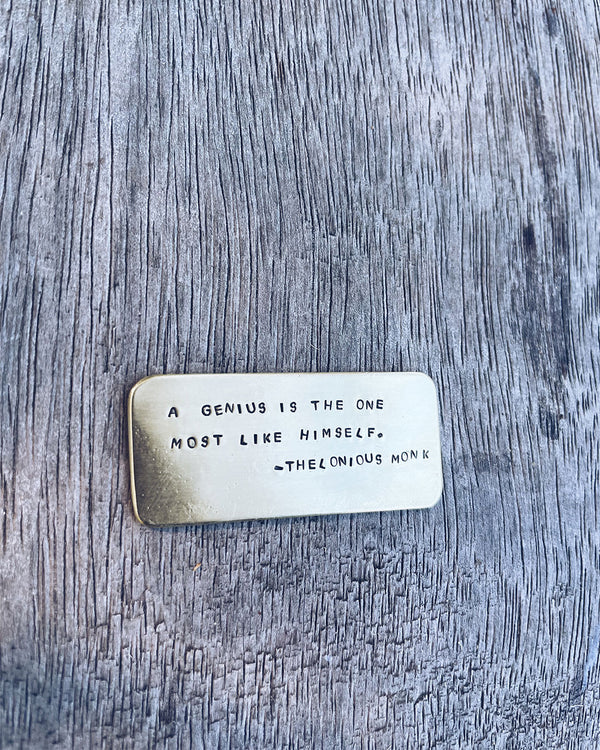 A GENIUS IS THE ONE
MOST LIKE HIMSELF.
-THELONIOUS MONK